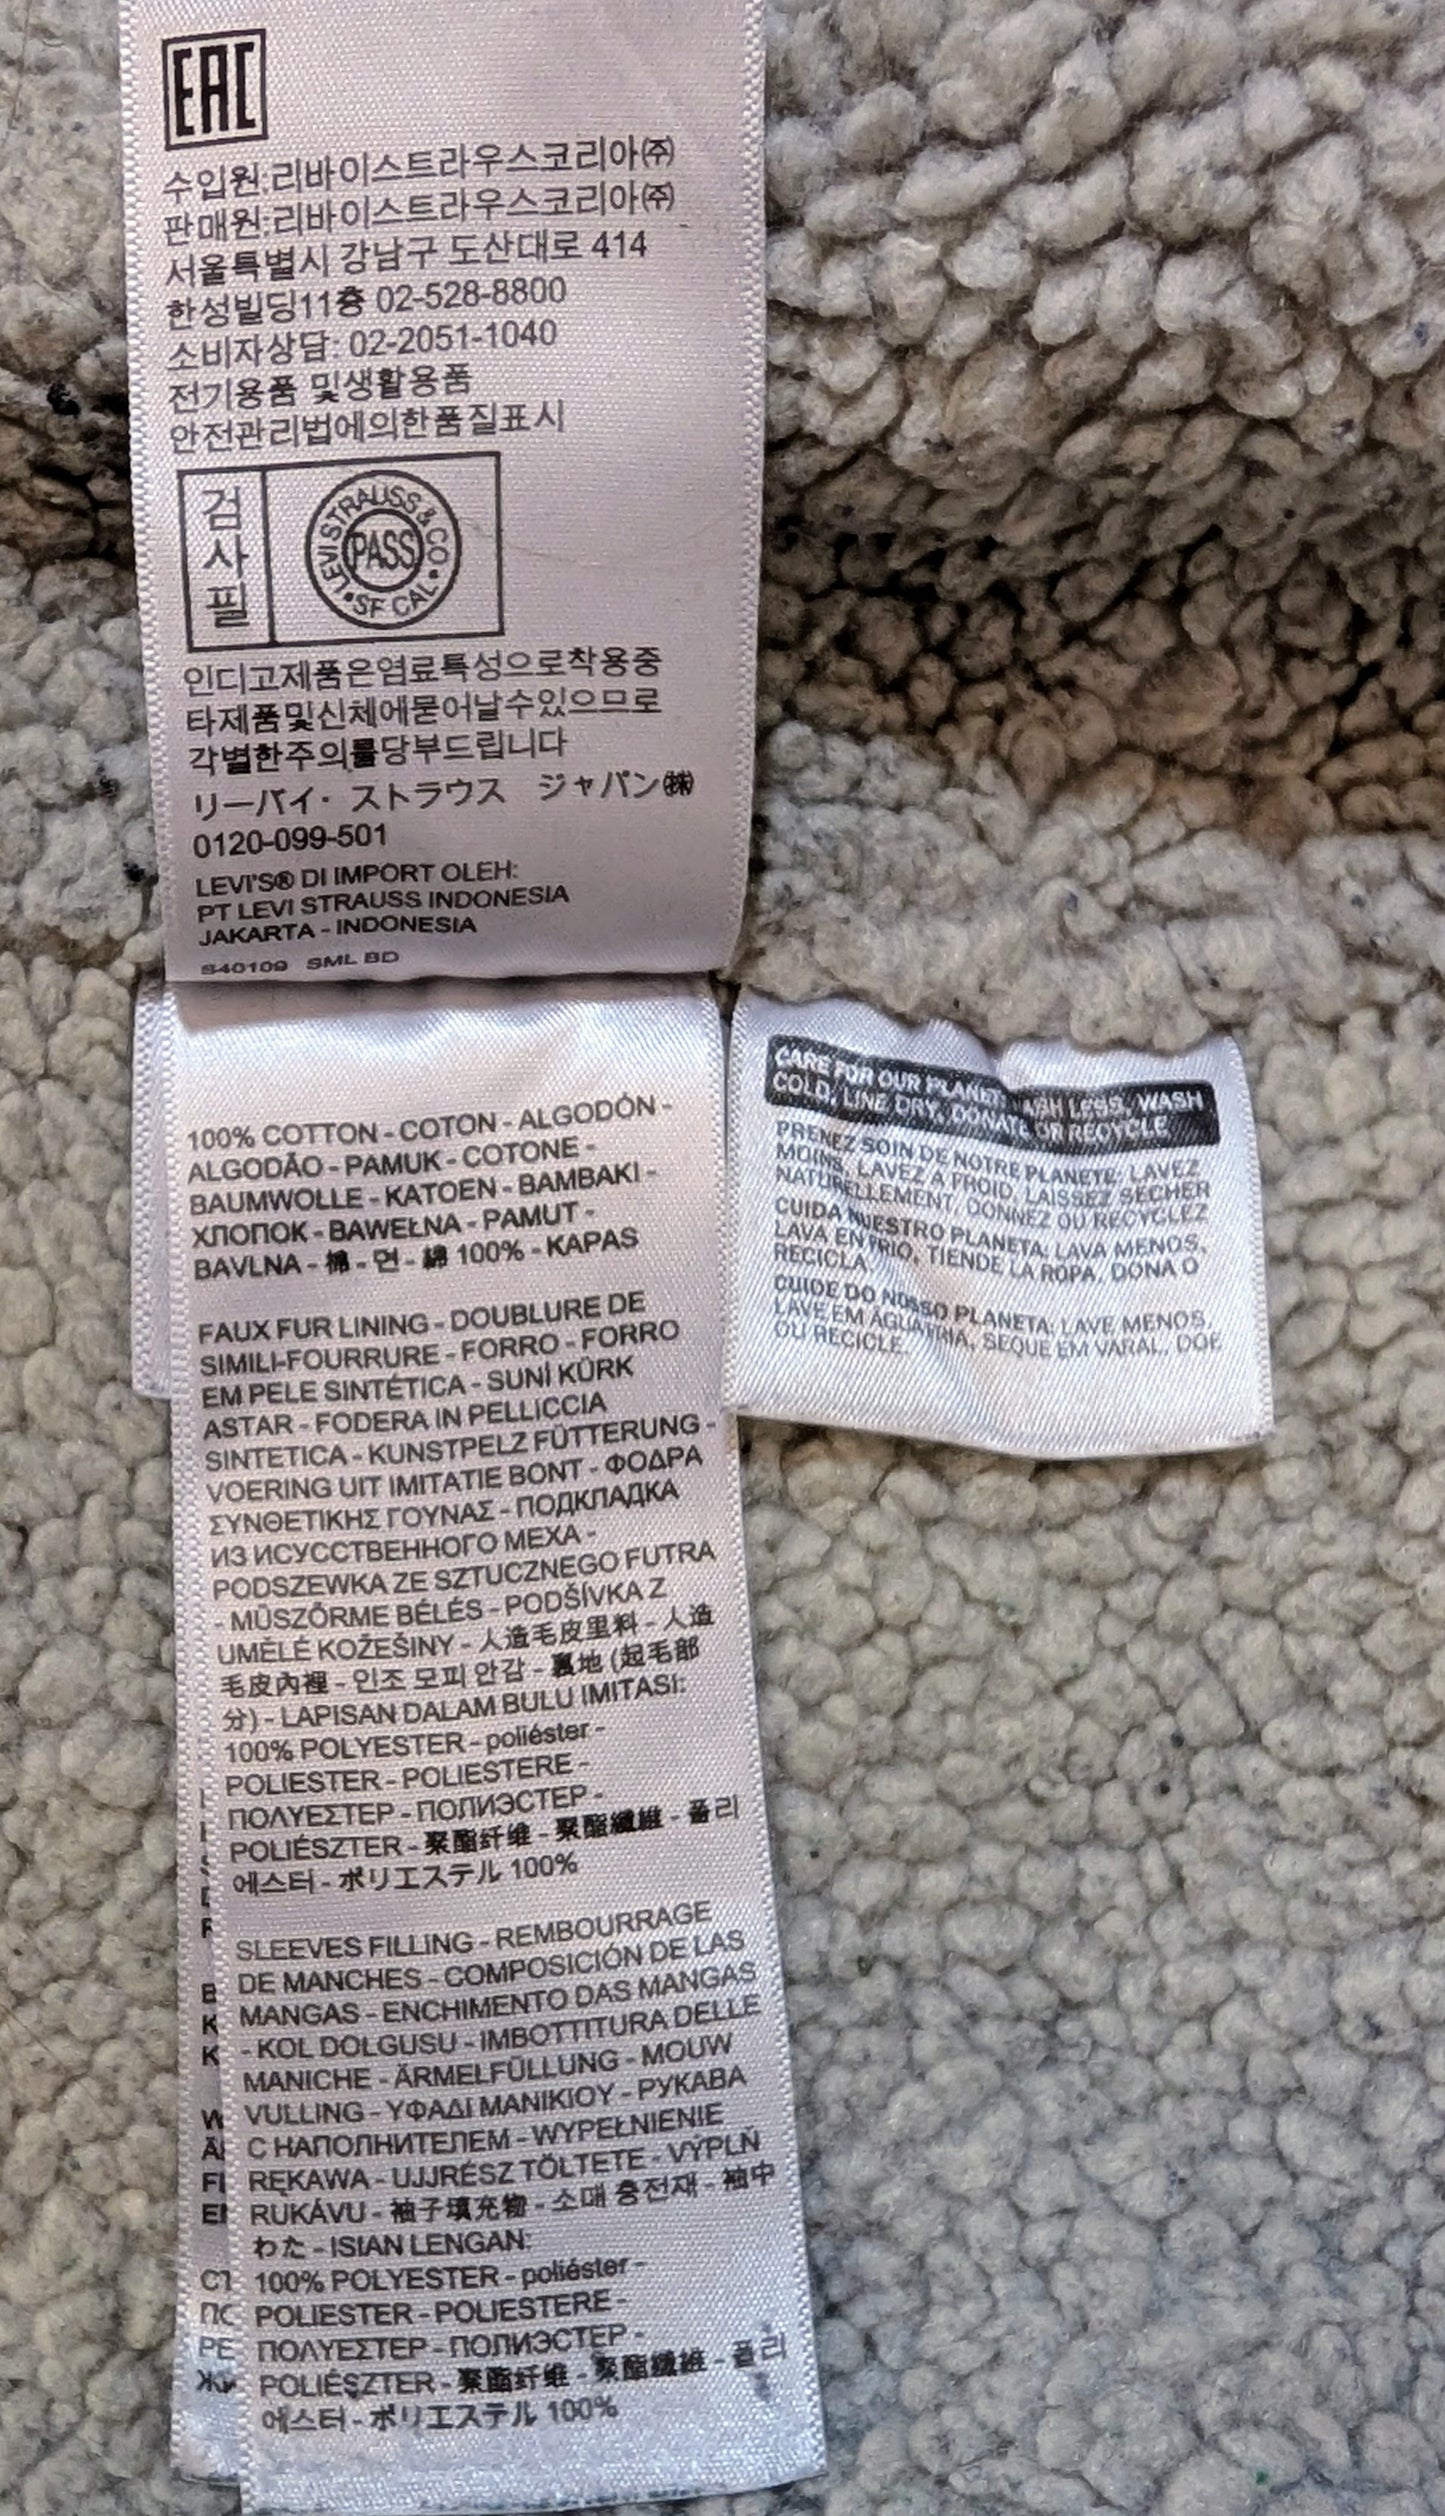 EAC
수입원:리바이스트라우스코리아㈜
판매원:리바이스트라우스코리아㈜
서울특별시 강남구 도산대로 414
한성빌딩11층 02-528-8800
소비자상담: 02-2051-1040
전기용품 및생활용품
안전관리법에의한품질표시
검사필
LEVI STRAUSS & CO
PASS
SF CAL
인디고제품은염료특성으로착용중
타제품및신체에묻어날수있으므로
각별한주의를당부드립니다
リーバイ・ストラウス ジャパン㈱
0120-099-501
LEVI'S® DI IMPORT OLEH:
PT LEVI STRAUSS INDONESIA
JAKARTA - INDONESIA
S40109 SML BD
100% COTTON - COTON - ALGODÓN -
ALGODÃO - PAMUK - COTONE -
BAUMWOLLE - KATOEN - BAMBAKI -
ХЛОПОК - BAWEŁNA - PAMUT -
BAVLNA - 棉 - 면 - 綿 100% - KAPAS
FAUX FUR LINING - DOUBLURE DE
SIMILI-FOURRURE - FORRO - FORRO
EM PELE SINTÉTICA - SUNİ KÜRK
ASTAR - FODERA IN PELLICCIA
SINTETICA - KUNSTPELZ FÜTTERUNG -
VOERING UIT IMITATIE BONT - ΦΟΔΡΑ
ΣΥΝΘΕΤΙΚΗΣ ΓΟΥΝΑΣ - ПОДКЛАДКА
ИЗ ИСУССТВЕННОГО МЕХА -
PODSZEWKA ZE SZTUCZNEGO FUTRA
- MŰSZŐRME BÉLÉS - PODŠÍVKA Z
UMĚLÉ KOŽEŠINY - 人造毛皮里料 - 人造
毛皮內裡 - 인조 모피 안감 - 裏地 (起毛部
分) - LAPISAN DALAM BULU IMITASI:
100% POLYESTER - poliéster -
POLIESTER - POLIESTERE -
ΠΟΛΥΕΣΤΕΡ - ПОЛИЭСТЕР -
POLIÉSZTER - 聚酯纤维 - 聚酯纖維 - 폴리
에스터 - ポリエステル 100%
SLEEVES FILLING - REMBOURRAGE
DE MANCHES - COMPOSICIÓN DE LAS
MANGAS - ENCHIMENTO DAS MANGAS
- KOL DOLGUSU - IMBOTTITURA DELLE
MANICHE - ÄRMELFÜLLUNG - MOUW
VULLING - ΥΦΑΔΙ ΜΑΝΙΚΙΟΥ - РУКАВА
С НАПОЛНИТЕЛЕМ - WYPEŁNIENIE
RĘKAWA - UJJRÉSZ TÖLTETE - VÝPLŇ
RUKÁVU - 袖子填充物 - 소매 충전재 - 袖中
わた - ISIAN LENGAN:
100% POLYESTER - poliéster -
POLIESTER - POLIESTERE -
ΠΟΛΥΕΣΤΕΡ - ПОЛИЭСТЕР -
POLIÉSZTER - 聚酯纤维 - 聚酯纖維 - 폴리
에스터 - ポリエステル 100%
CARE FOR OUR PLANET: WASH LESS, WASH
COLD, LINE DRY, DONATE OR RECYCLE
PRENEZ SOIN DE NOTRE PLANETE: LAVEZ
MOINS, LAVEZ A FROID, LAISSEZ SECHER
NATURELLEMENT, DONNEZ OU RECYCLEZ
CUIDA NUESTRO PLANETA: LAVA MENOS,
LAVA EN FRIO, TIENDE LA ROPA, DONA O
RECICLA.
CUIDE DO NOSSO PLANETA: LAVE MENOS,
LAVE EM ÁGUA FRIA, SEQUE EM VARAL, DOE
OU RECICLE.